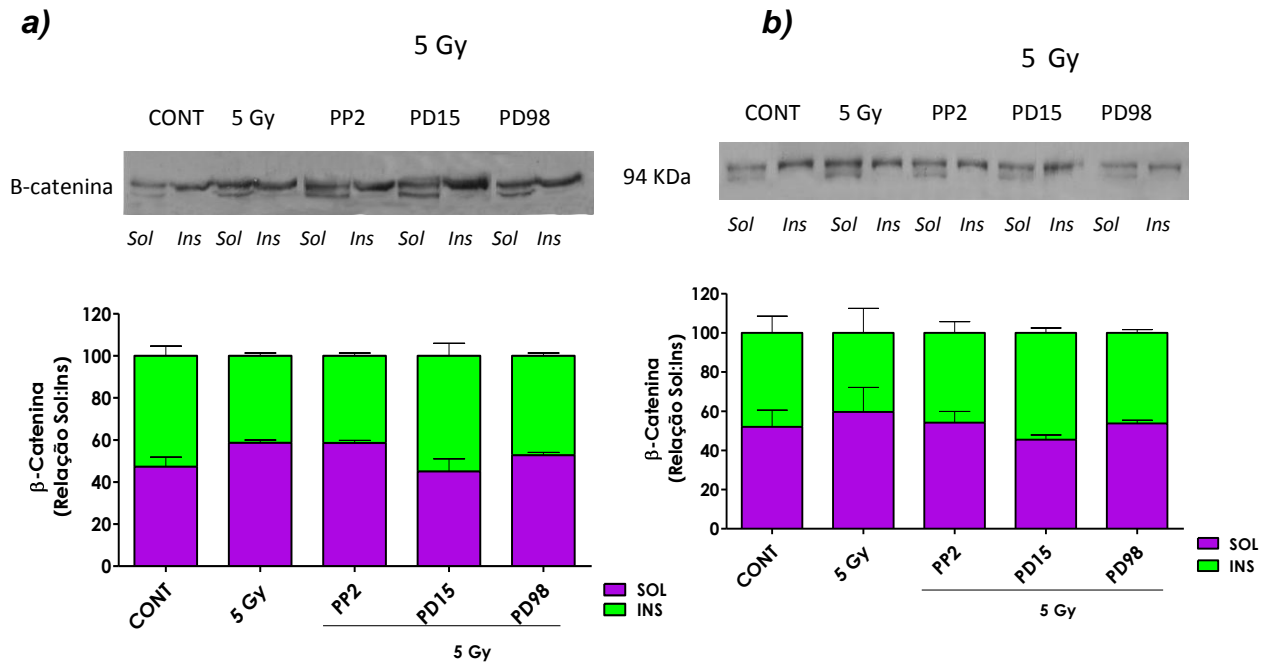 a)
5 Gy
CONT 5 Gy PP2 PD15 PD98
B-catenina
Sol Ins Sol Ins Sol Ins Sol Ins Sol Ins
β-Catenina
(Relação Sol:Ins)
120
100
80
60
40
20
0
CONT
5 Gy
PP2
PD15
PD98
5 Gy
SOL
INS
b)
5 Gy
CONT 5 Gy PP2 PD15 PD98
94 KDa
Sol Ins Sol Ins Sol Ins Sol Ins Sol Ins
β-Catenina
(Relação Sol:Ins)
120
100
80
60
40
20
0
CONT
5 Gy
PP2
PD15
PD98
5 Gy
SOL
INS